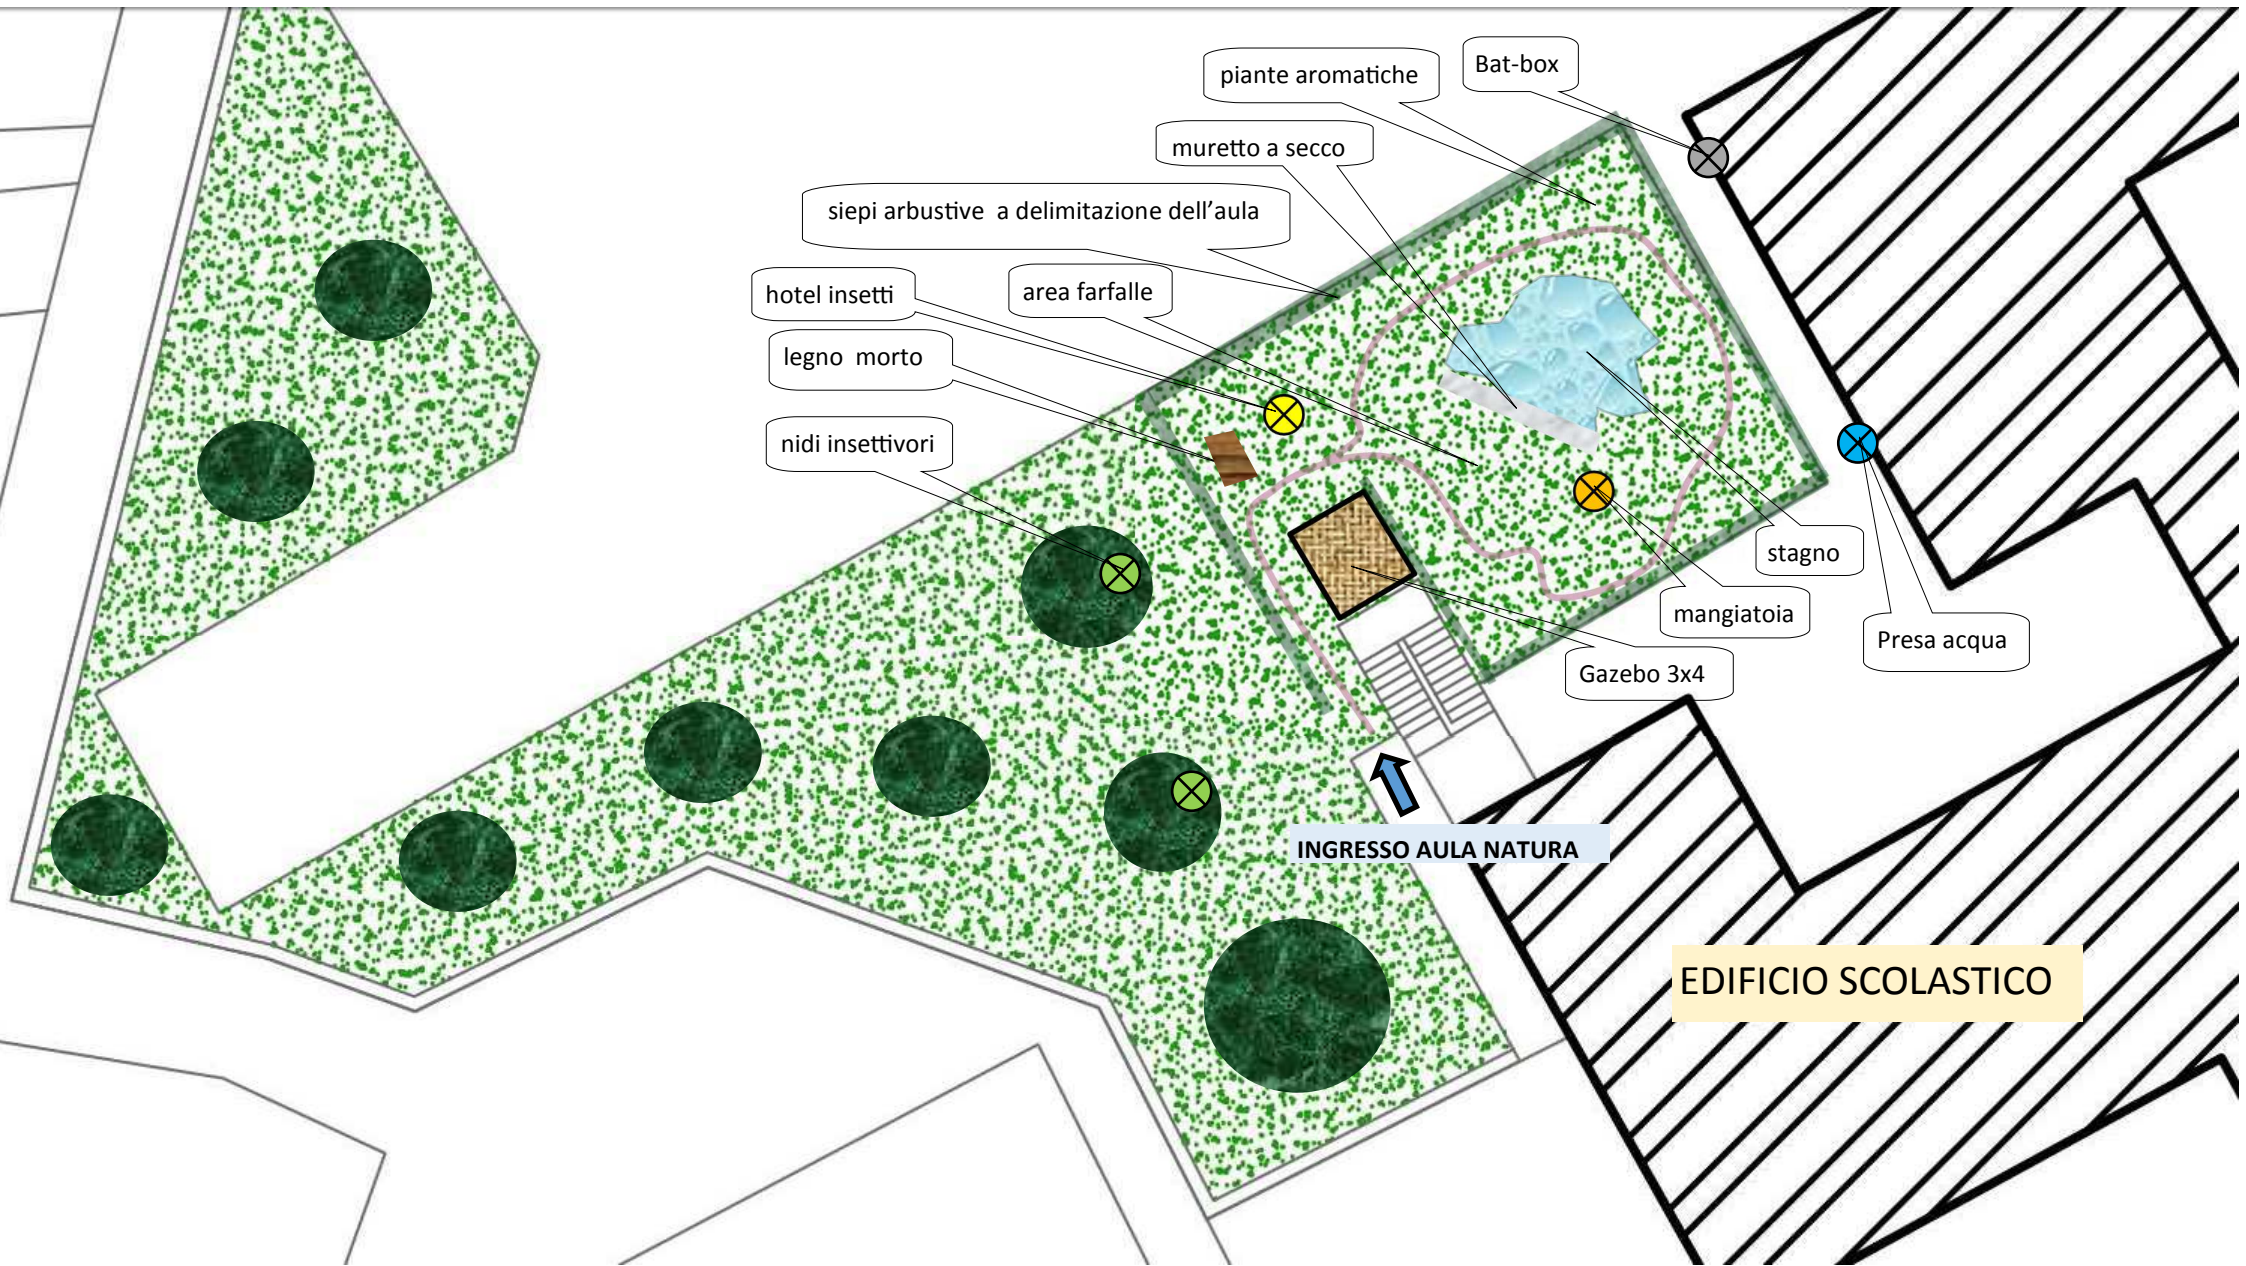 Bat-box
piante aromatiche
muretto a secco
siepi arbustive  a delimitazione dell'aula
hotel insetti
area farfalle
legno  morto
nidi insettivori
stagno
mangiatoia
Presa acqua
Gazebo 3x4
INGRESSO AULA NATURA
EDIFICIO SCOLASTICO